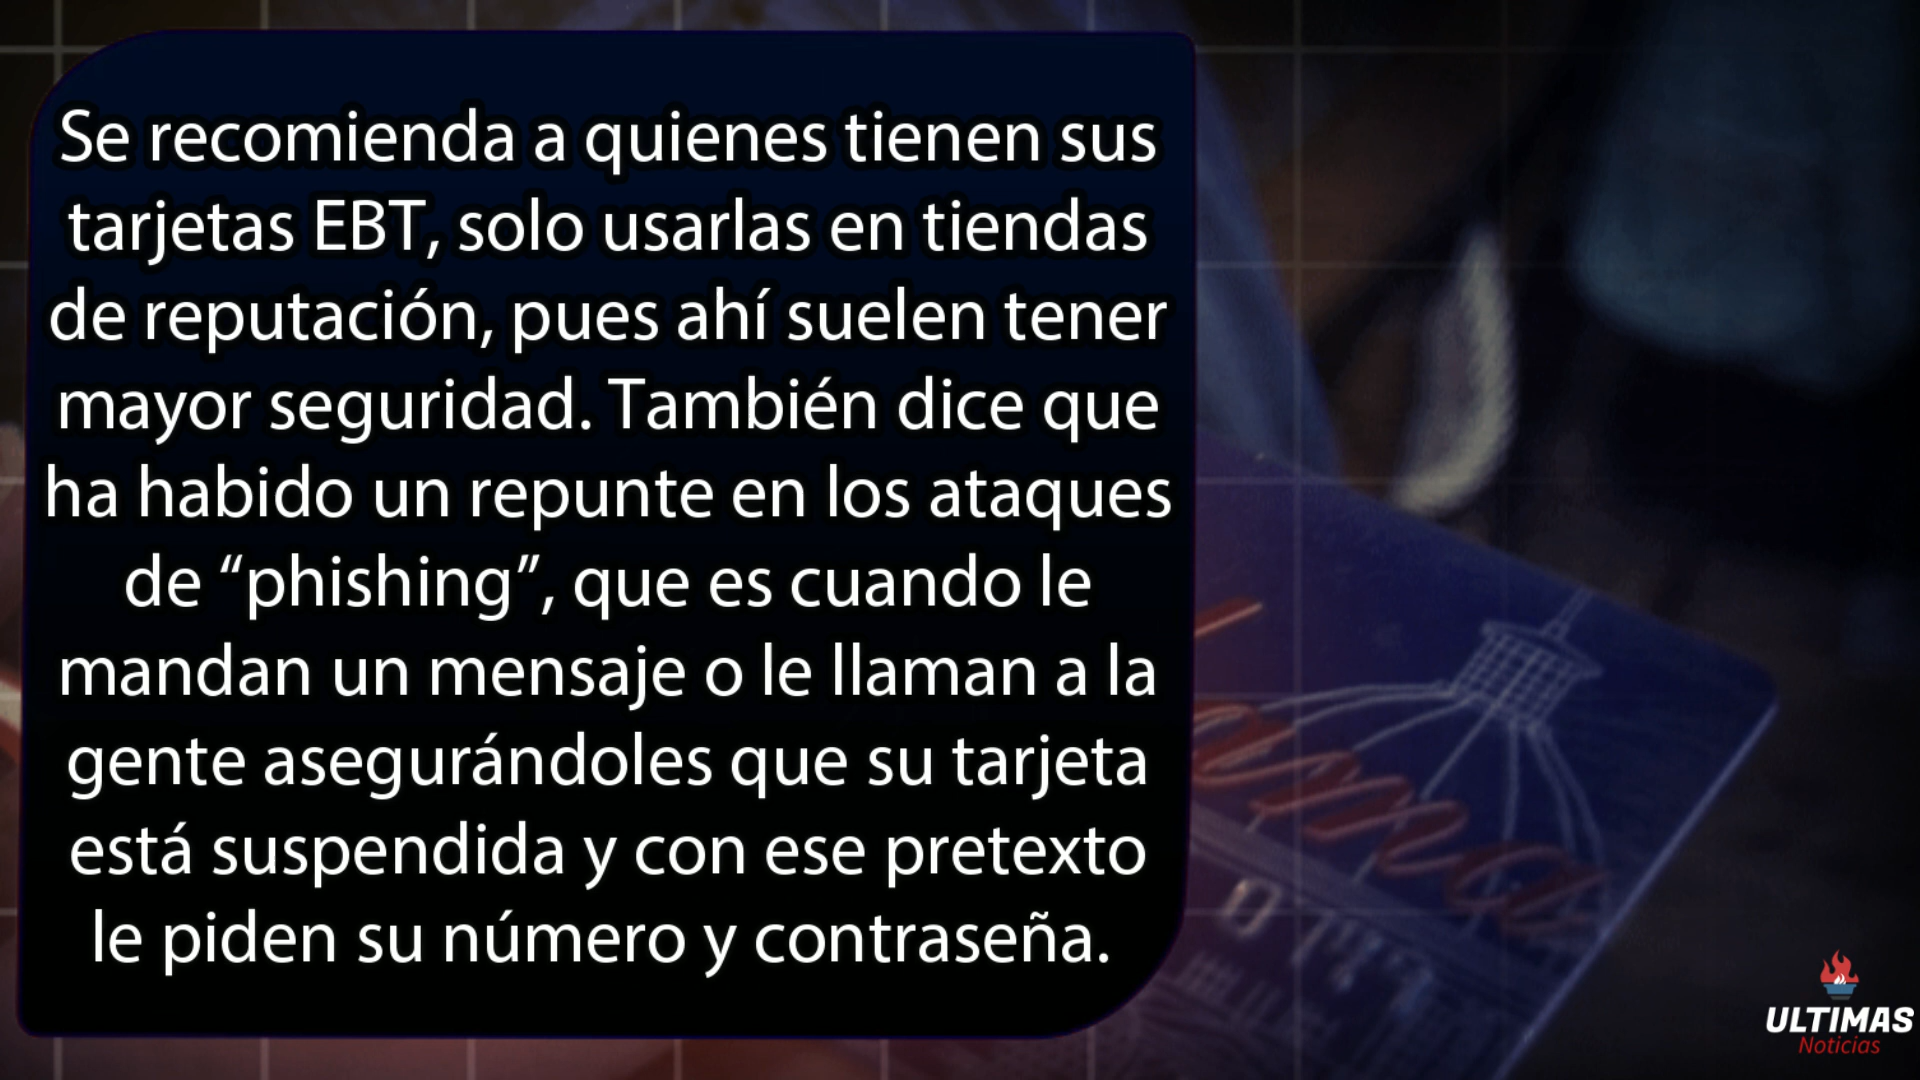 Se recomienda a quienes tienen sus
tarjetas EBT, solo usarlas en tiendas
de reputación, pues ahí suelen tener
mayor seguridad. También dice que
ha habido un repunte en los ataques
de “phishing”, que es cuando le
mandan un mensaje o le llaman a la
gente asegurándoles que su tarjeta
está suspendida y con ese pretexto
le piden su número y contraseña.
ULTIMAS
Noticias